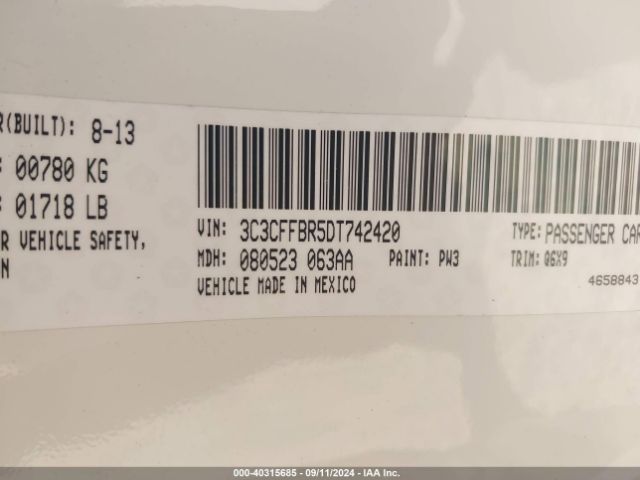 R(BUILT): 8-13
: 00780 KG
: 01718 LB
R VEHICLE SAFETY,
N
VIN: 3C3CFFBR5DT742420
TYPE: PASSENGER CAR
MDH: 080523 063AA PAINT: PW3 TRIM: Q6X9
VEHICLE MADE IN MEXICO
4658843
000-40315685 - 09/11/2024 - IAA Inc.